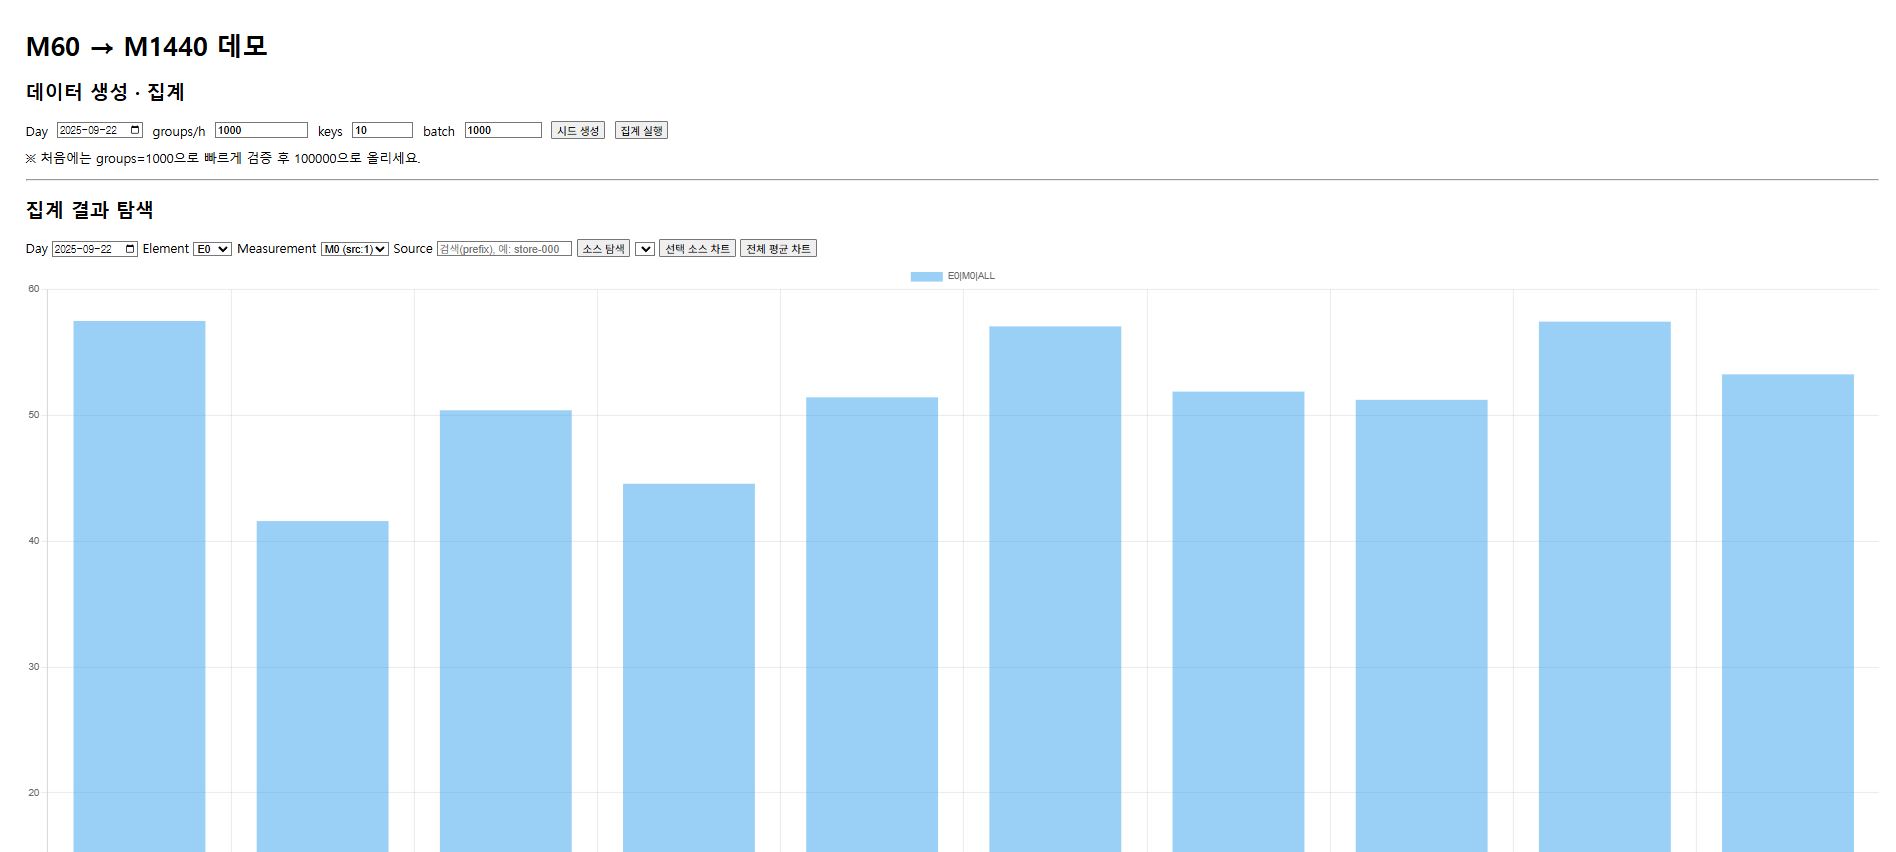 M60 → M1440 데모
데이터 생성 · 집계
Day 2025-09-22 groups/h 1000 keys 10 batch 1000 시드 생성 집계 실행
※ 처음에는 groups=1000으로 빠르게 검증 후 100000으로 올리세요.
집계 결과 탐색
Day 2025-09-22 Element E0 Measurement M0 (src:1) Source 검색(prefix), 예: store-000 소스 탐색 선택 소스 차트 전체 평균 차트
E0|M0|ALL
60
50
40
30
20